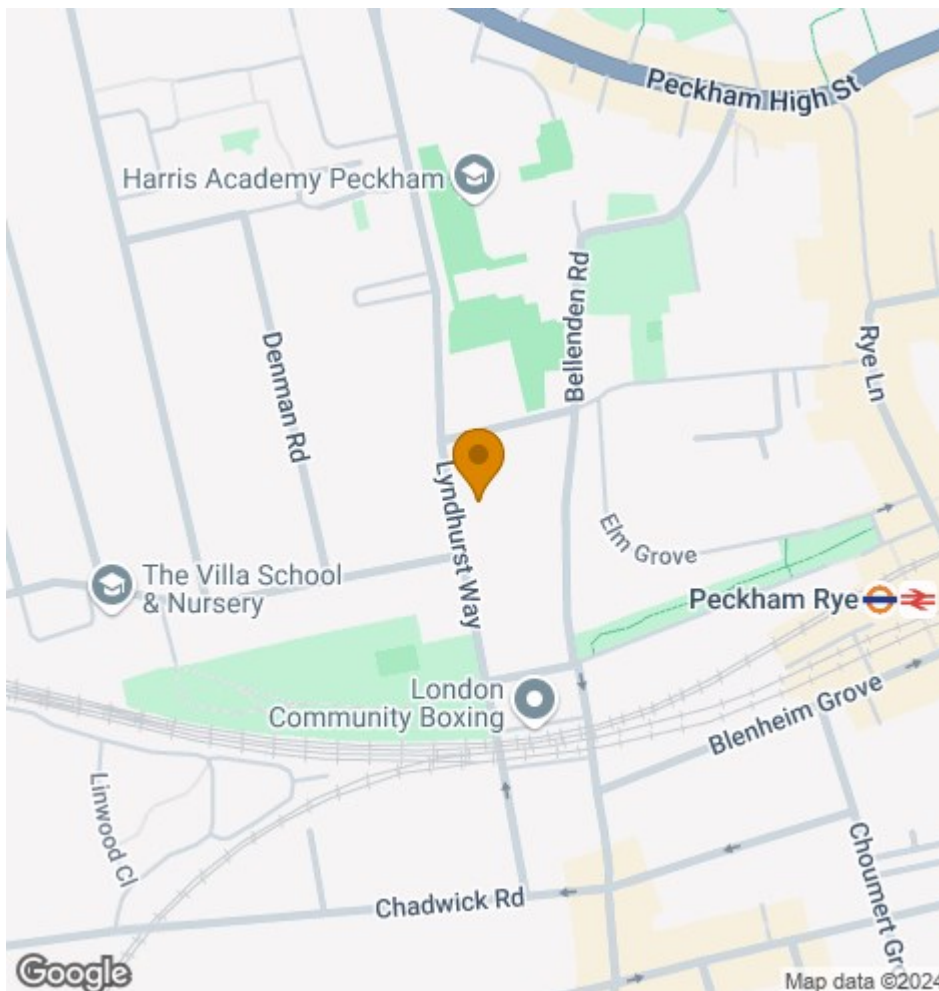 Peckham High St
Harris Academy Peckham
Bellenden Rd
Rye Ln
Denman Rd
Lyndhurst Way
Elm Grove
The Villa School
& Nursery
Peckham Rye
London
Community Boxing
Blenheim Grove
Linwood Cl
Choumert Gro
Chadwick Rd
Google
Map data ©2024